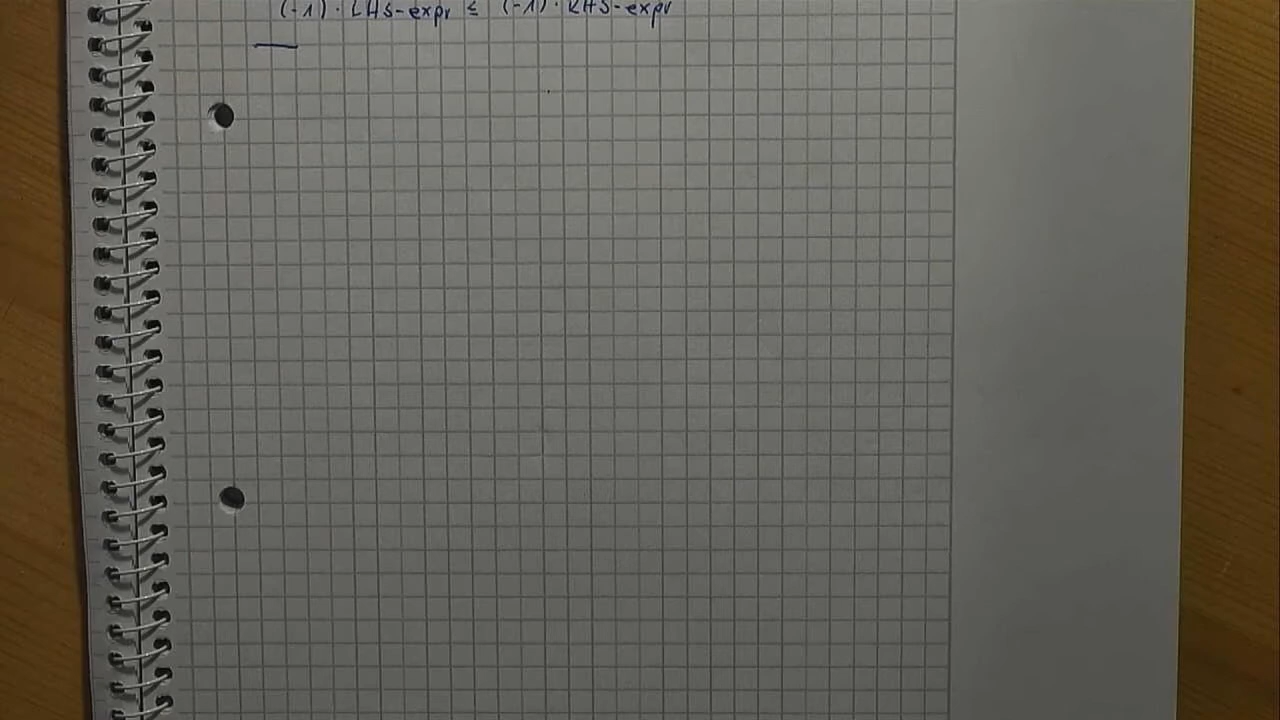 (-1) · LHS-expr ≤ (-1) · RHS-expr